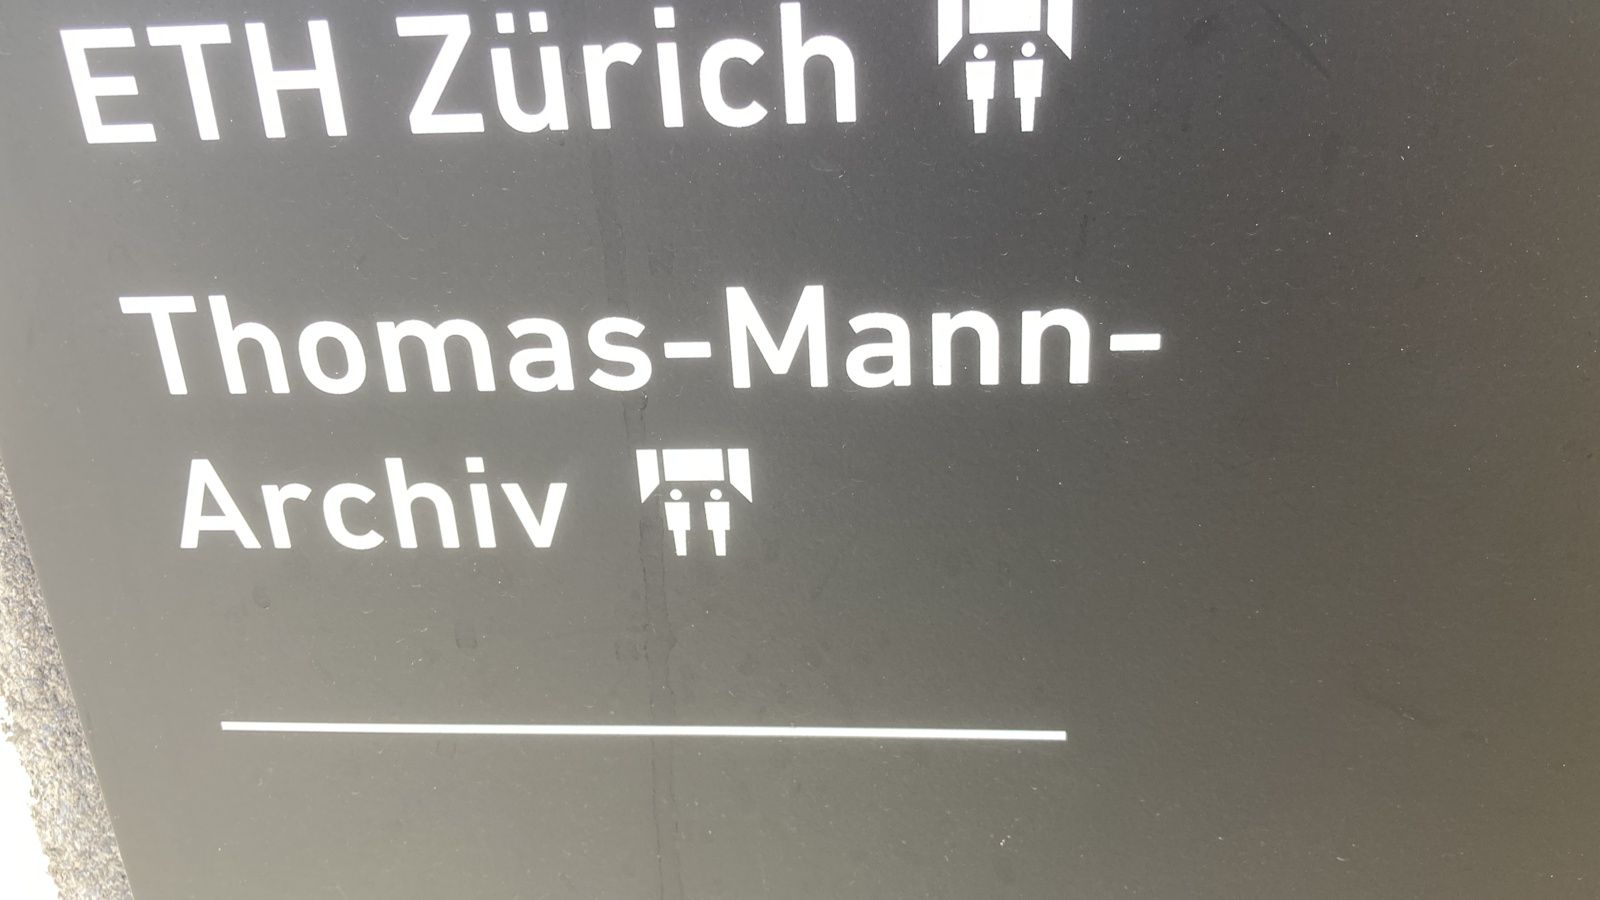 ETH Zürich
Thomas-Mann-
Archiv